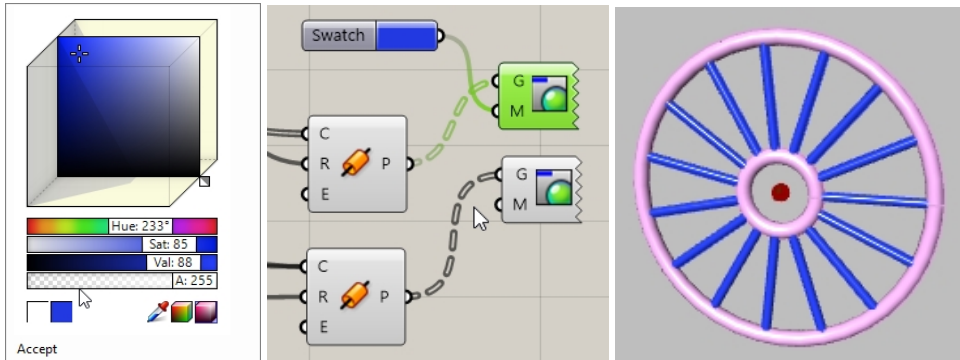 Hue: 233°
Sat: 85
Val: 88
A: 255
Accept
Swatch
G
M
C
R P
E
G
M
C
R P
E